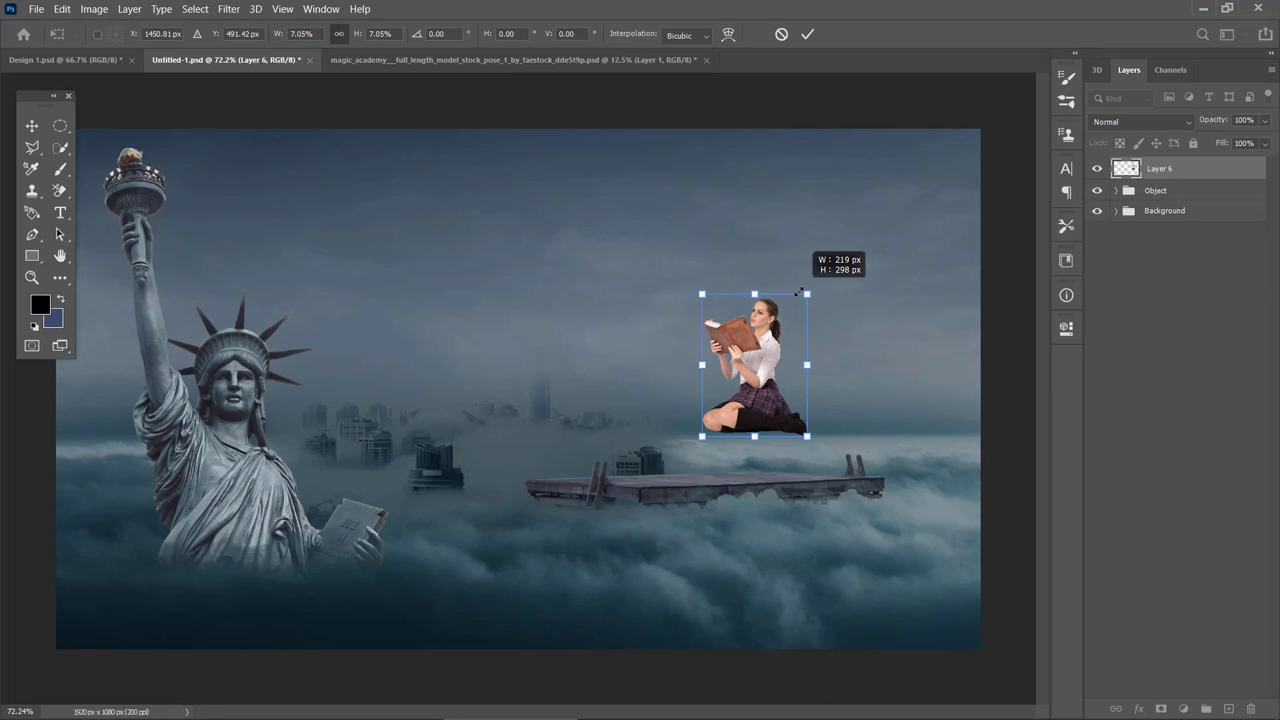 Ps File Edit Image Layer Type Select Filter 3D View Window Help
X: 1450.81 px Y: 491.42 px W: 7.05% H: 7.05% 0.00 ° H: 0.00 ° V: 0.00 ° Interpolation: Bicubic
Design 1.psd @ 66.7% (RGB/8) * × Untitled-1.psd @ 72.2% (Layer 6, RGB/8) * × magic_academy__full_length_model_stock_pose_1_by_faestock_dde5t9p.psd @ 12.5% (Layer 1, RGB/8) * ×
3D Layers Channels
Kind
Normal Opacity: 100%
Lock: Fill: 100%
Layer 6
Object
Background
W: 219 px
H: 298 px
72.24% 1920 px x 1080 px (200 ppi)